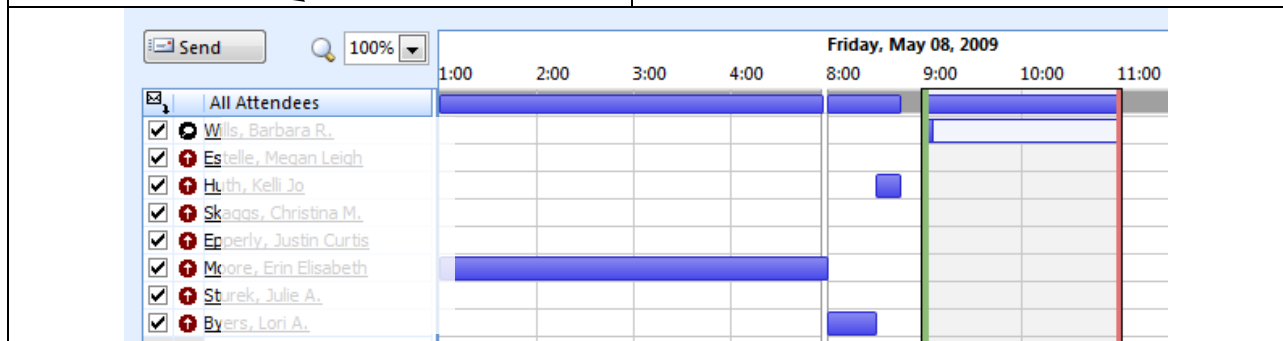 Send 100% Friday, May 08, 2009
1:00 2:00 3:00 4:00 8:00 9:00 10:00 11:00
All Attendees
Wills, Barbara R.
Estelle, Megan Leigh
Huth, Kelli Jo
Skaggs, Christina M.
Epperly, Justin Curtis
Moore, Erin Elisabeth
Sturek, Julie A.
Byers, Lori A.